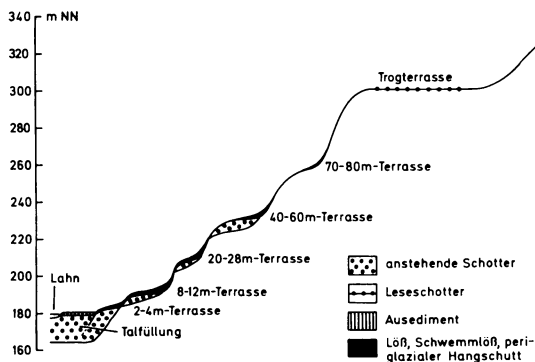 340
m NN
320
300
280
260
240
220
200
180
160
Trogterrasse
70-80m-Terrasse
40-60m-Terrasse
20-28m-Terrasse
8-12m-Terrasse
2-4m-Terrasse
Lahn
Talfüllung
anstehende Schotter
Leseschotter
Ausediment
Löß, Schwemmlöß, peri-
glazialer Hangschutt